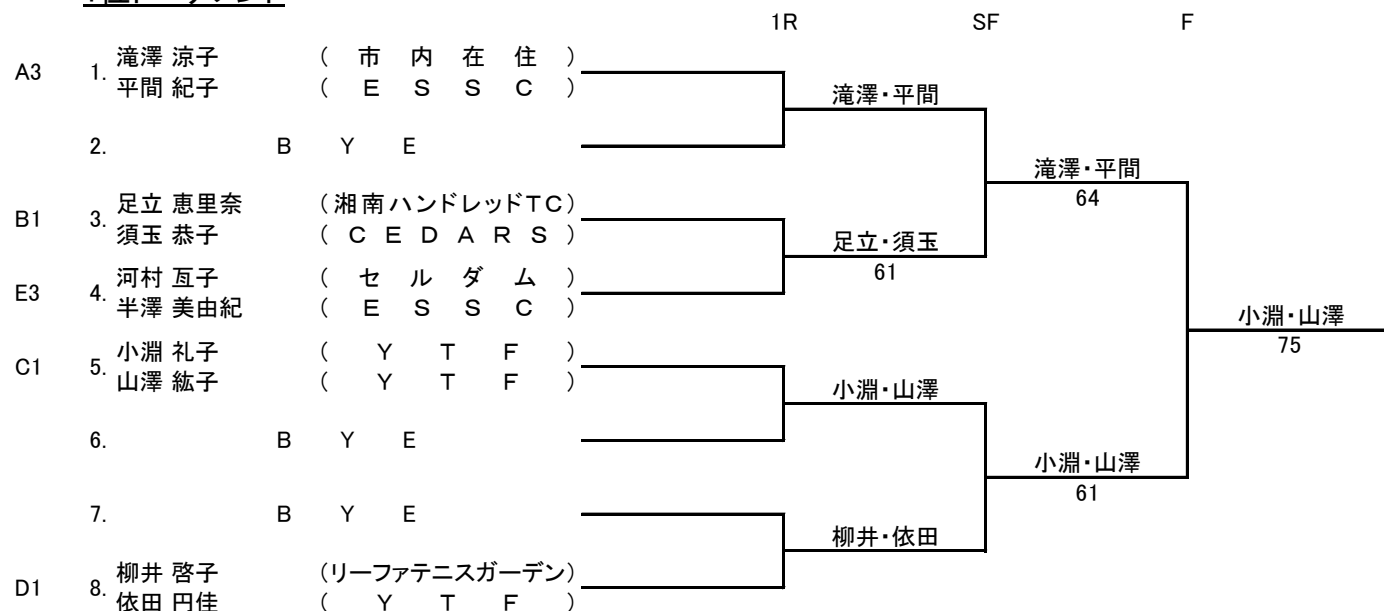 1R SF F
A3 1. 滝澤 涼子 ( 市 内 在 住 )
平間 紀子 ( E S S C )
滝澤・平間
2. B Y E
滝澤・平間
64
B1 3. 足立 恵里奈 (湘南ハンドレッドTC)
須玉 恭子 ( C E D A R S )
足立・須玉
61
E3 4. 河村 亙子 ( セ ル ダ ム )
半澤 美由紀 ( E S S C )
小淵・山澤
75
C1 5. 小淵 礼子 ( Y T F )
山澤 紘子 ( Y T F )
小淵・山澤
6. B Y E
小淵・山澤
61
7. B Y E
柳井・依田
D1 8. 柳井 啓子 (リーファテニスガーデン)
依田 円佳 ( Y T F )